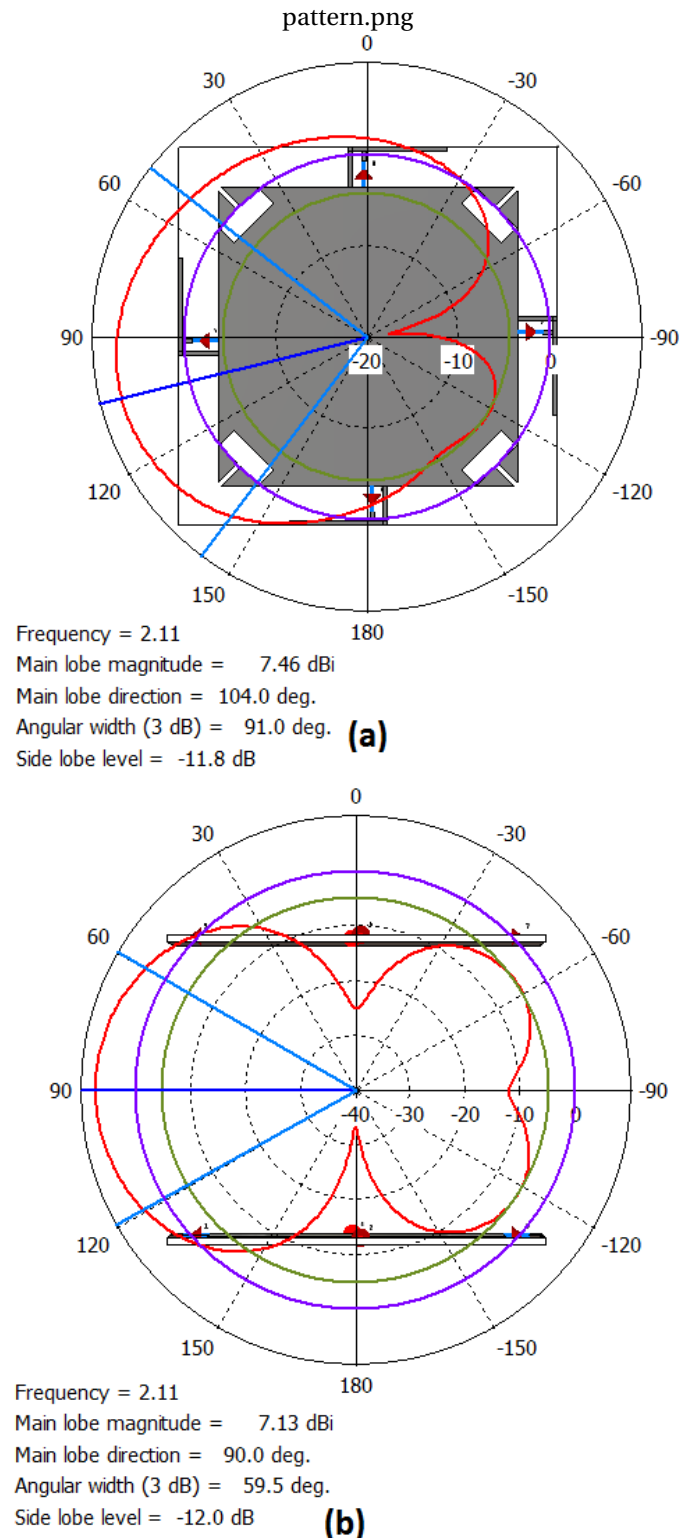 pattern.png
0
30
-30
60
-60
90
-20
-10
0
-90
120
-120
150
-150
180
Frequency = 2.11
Main lobe magnitude = 7.46 dBi
Main lobe direction = 104.0 deg.
Angular width (3 dB) = 91.0 deg.
(a)
Side lobe level = -11.8 dB
0
30
-30
60
-60
90
-40
-30
-20
-10
0
-90
120
-120
150
-150
180
Frequency = 2.11
Main lobe magnitude = 7.13 dBi
Main lobe direction = 90.0 deg.
Angular width (3 dB) = 59.5 deg.
Side lobe level = -12.0 dB
(b)